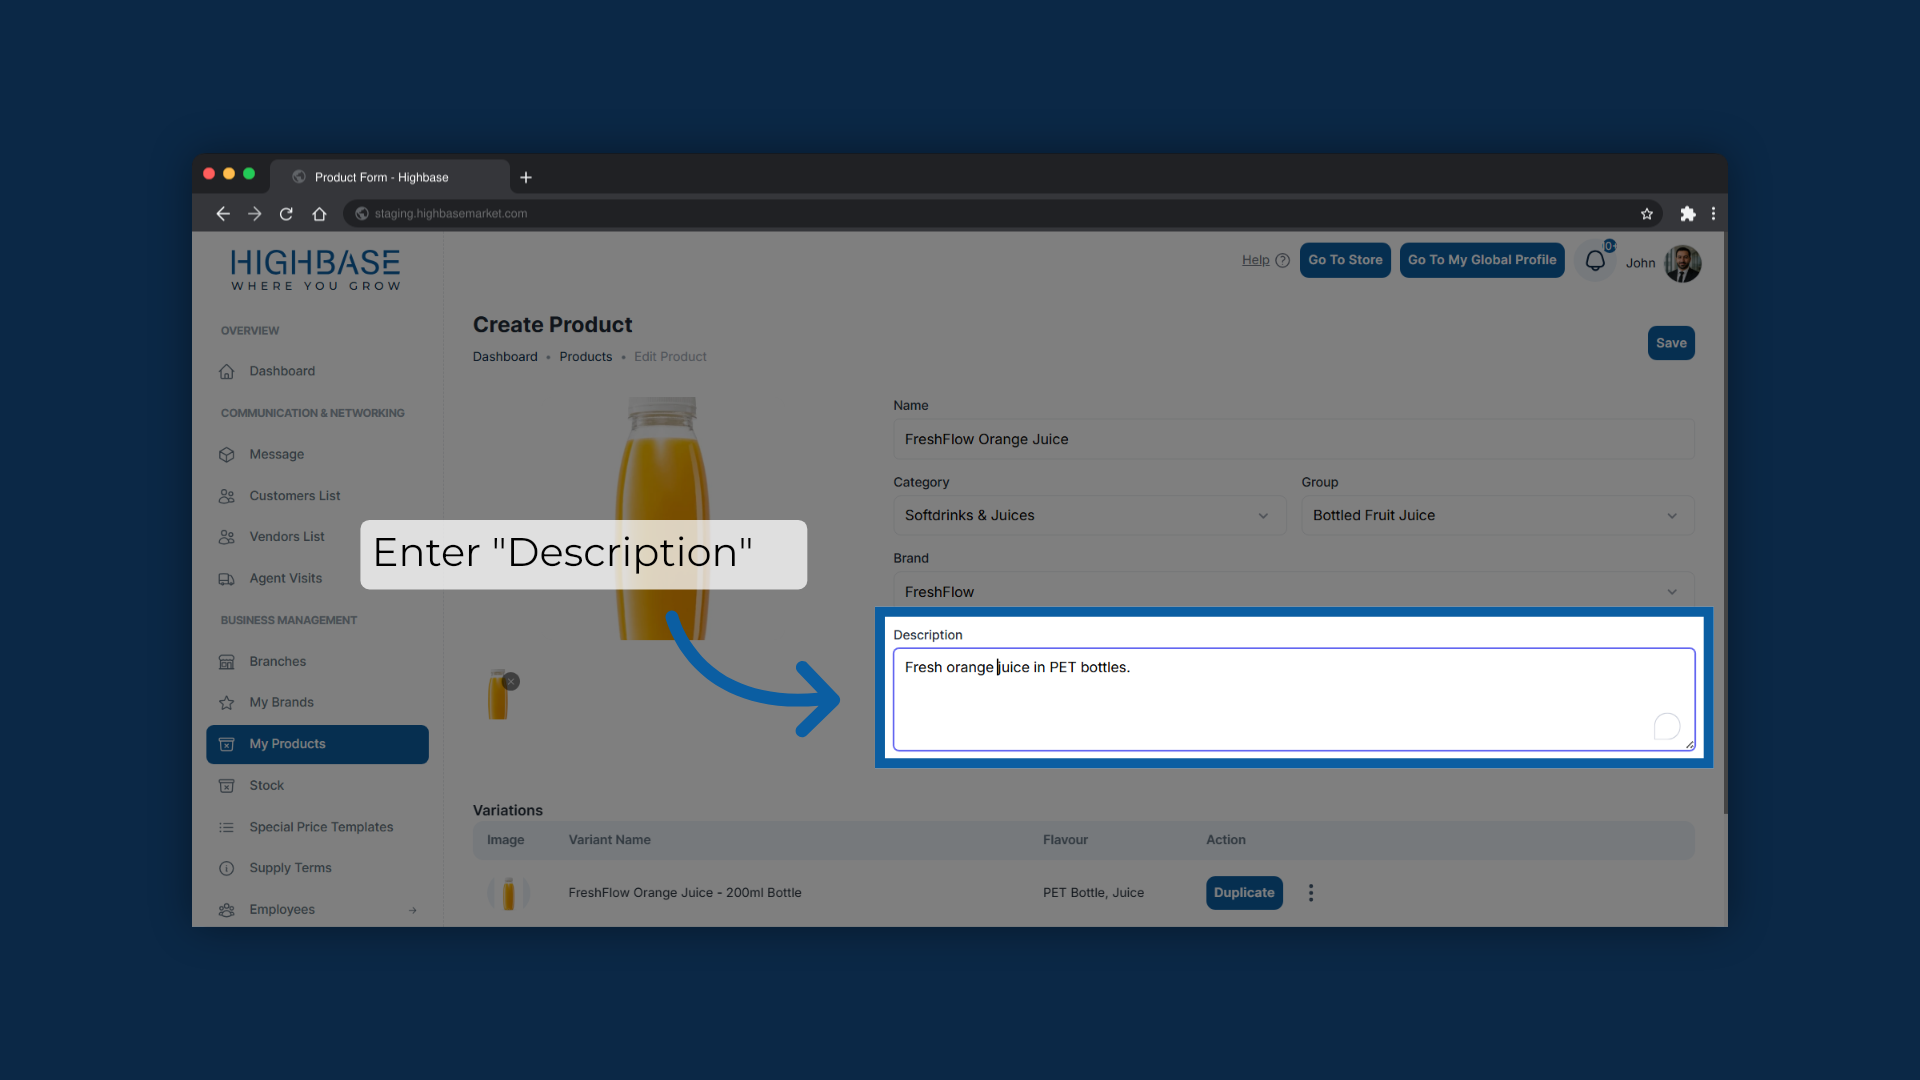 Product Form - Highbase
staging.highbasemarket.com
HIGHBASE
WHERE YOU GROW
Help
Go To Store
Go To My Global Profile
0+
John
OVERVIEW
Dashboard
COMMUNICATION & NETWORKING
Message
Customers List
Vendors List
Agent Visits
BUSINESS MANAGEMENT
Branches
My Brands
My Products
Stock
Special Price Templates
Supply Terms
Employees
Create Product
Dashboard • Products • Edit Product
Save
Name
FreshFlow Orange Juice
Category
Group
Softdrinks & Juices
Bottled Fruit Juice
Brand
FreshFlow
Enter "Description"
Description
Fresh orange juice in PET bottles.
Variations
Image Variant Name Flavour Action
FreshFlow Orange Juice - 200ml Bottle PET Bottle, Juice Duplicate